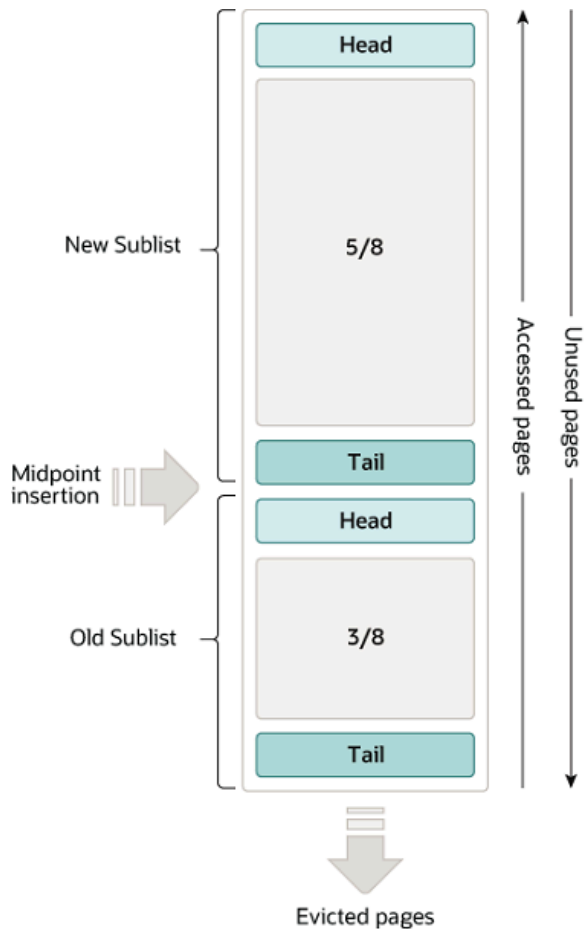 Head
New Sublist
5/8
Accessed pages
Unused pages
Tail
Midpoint
insertion
Head
Old Sublist
3/8
Tail
Evicted pages